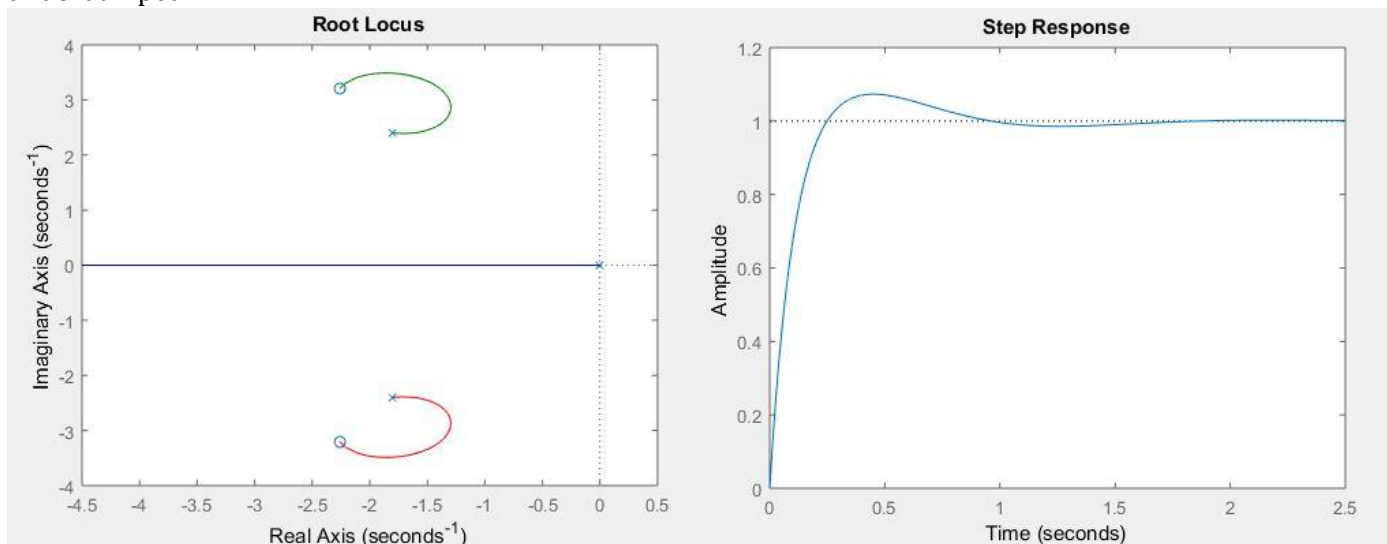 Root Locus
4
3
2
1
0
-1
-2
-3
-4
Imaginary Axis (seconds⁻¹)
-4.5 -4 -3.5 -3 -2.5 -2 -1.5 -1 -0.5 0 0.5
Real Axis (seconds⁻¹)
Step Response
1.2
1
0.8
0.6
0.4
0.2
0
Amplitude
0 0.5 1 1.5 2 2.5
Time (seconds)